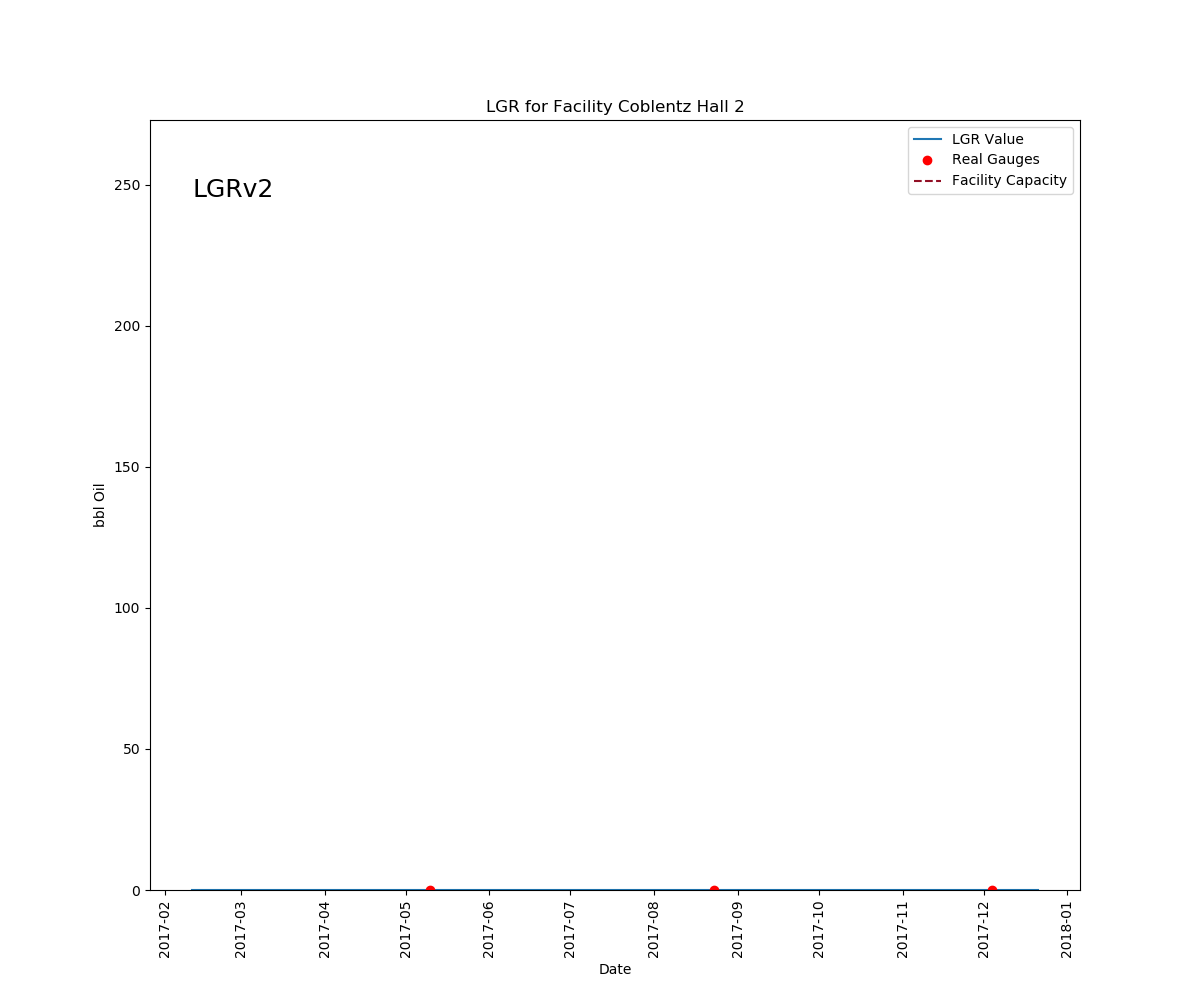 LGR for Facility Coblentz Hall 2
LGRv2
LGR Value
Real Gauges
Facility Capacity
250
200
150
100
50
0
bbl Oil
2017-02
2017-03
2017-04
2017-05
2017-06
2017-07
2017-08
2017-09
2017-10
2017-11
2017-12
2018-01
Date